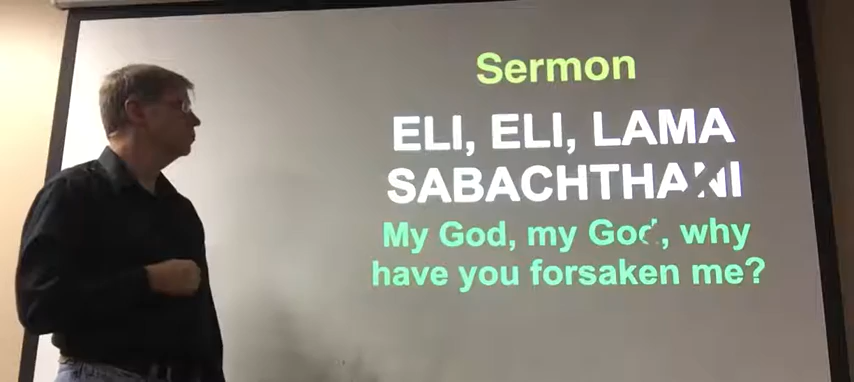 Sermon
ELI, ELI, LAMA
SABACHTHANI
My God, my God, why
have you forsaken me?